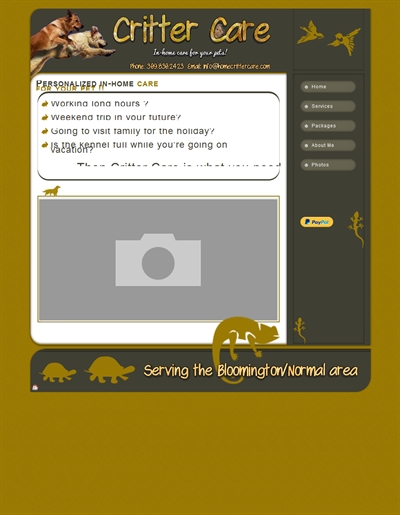 Critter Care
In-home care for your pets!
Phone: 309.838.2423 Email: info@homecrittercare.com
Personalized in-home care
for your pet !!
Working long hours ?
Weekend trip in your future?
Going to visit family for the holiday?
Is the kennel full while you're going on
vacation?
Then Critter Care is what you need
Home
Services
Packages
About Me
Photos
PayPal
Serving the Bloomington/Normal area